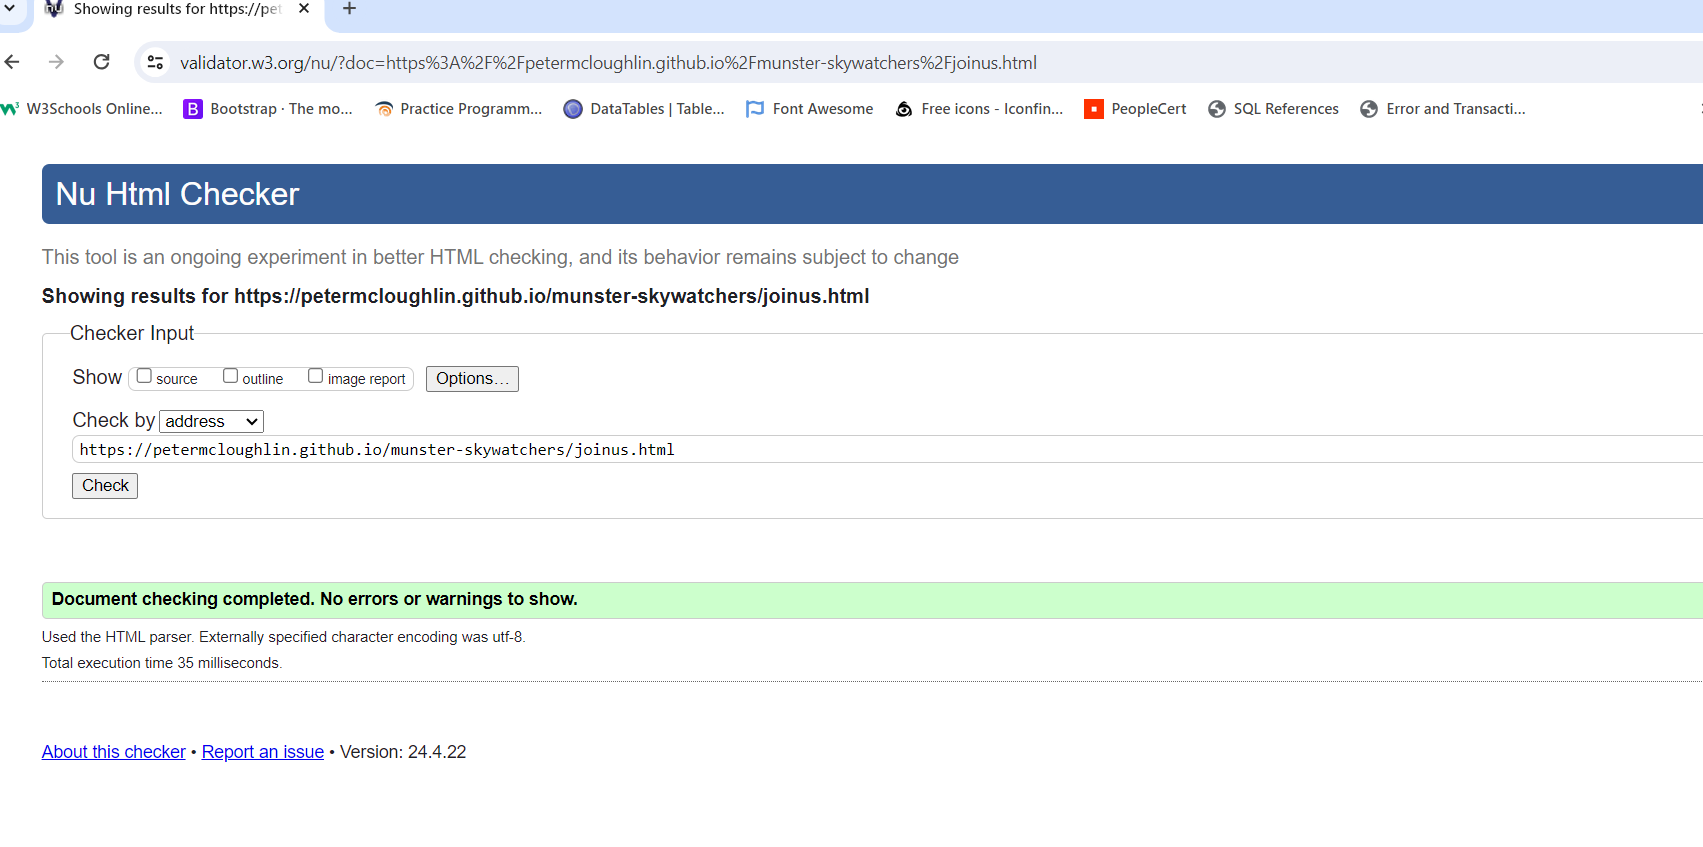 Showing results for https://pet
validator.w3.org/nu/?doc=https%3A%2F%2Fpetermcloughlin.github.io%2Fmunster-skywatchers%2Fjoinus.html
W3Schools Online... Bootstrap · The mo... Practice Programm... DataTables | Table... Font Awesome Free icons - Iconfin... PeopleCert SQL References Error and Transacti...
Nu Html Checker
This tool is an ongoing experiment in better HTML checking, and its behavior remains subject to change
Showing results for https://petermcloughlin.github.io/munster-skywatchers/joinus.html
Checker Input
Show source outline image report Options...
Check by address
https://petermcloughlin.github.io/munster-skywatchers/joinus.html
Check
Document checking completed. No errors or warnings to show.
Used the HTML parser. Externally specified character encoding was utf-8.
Total execution time 35 milliseconds.
About this checker • Report an issue • Version: 24.4.22